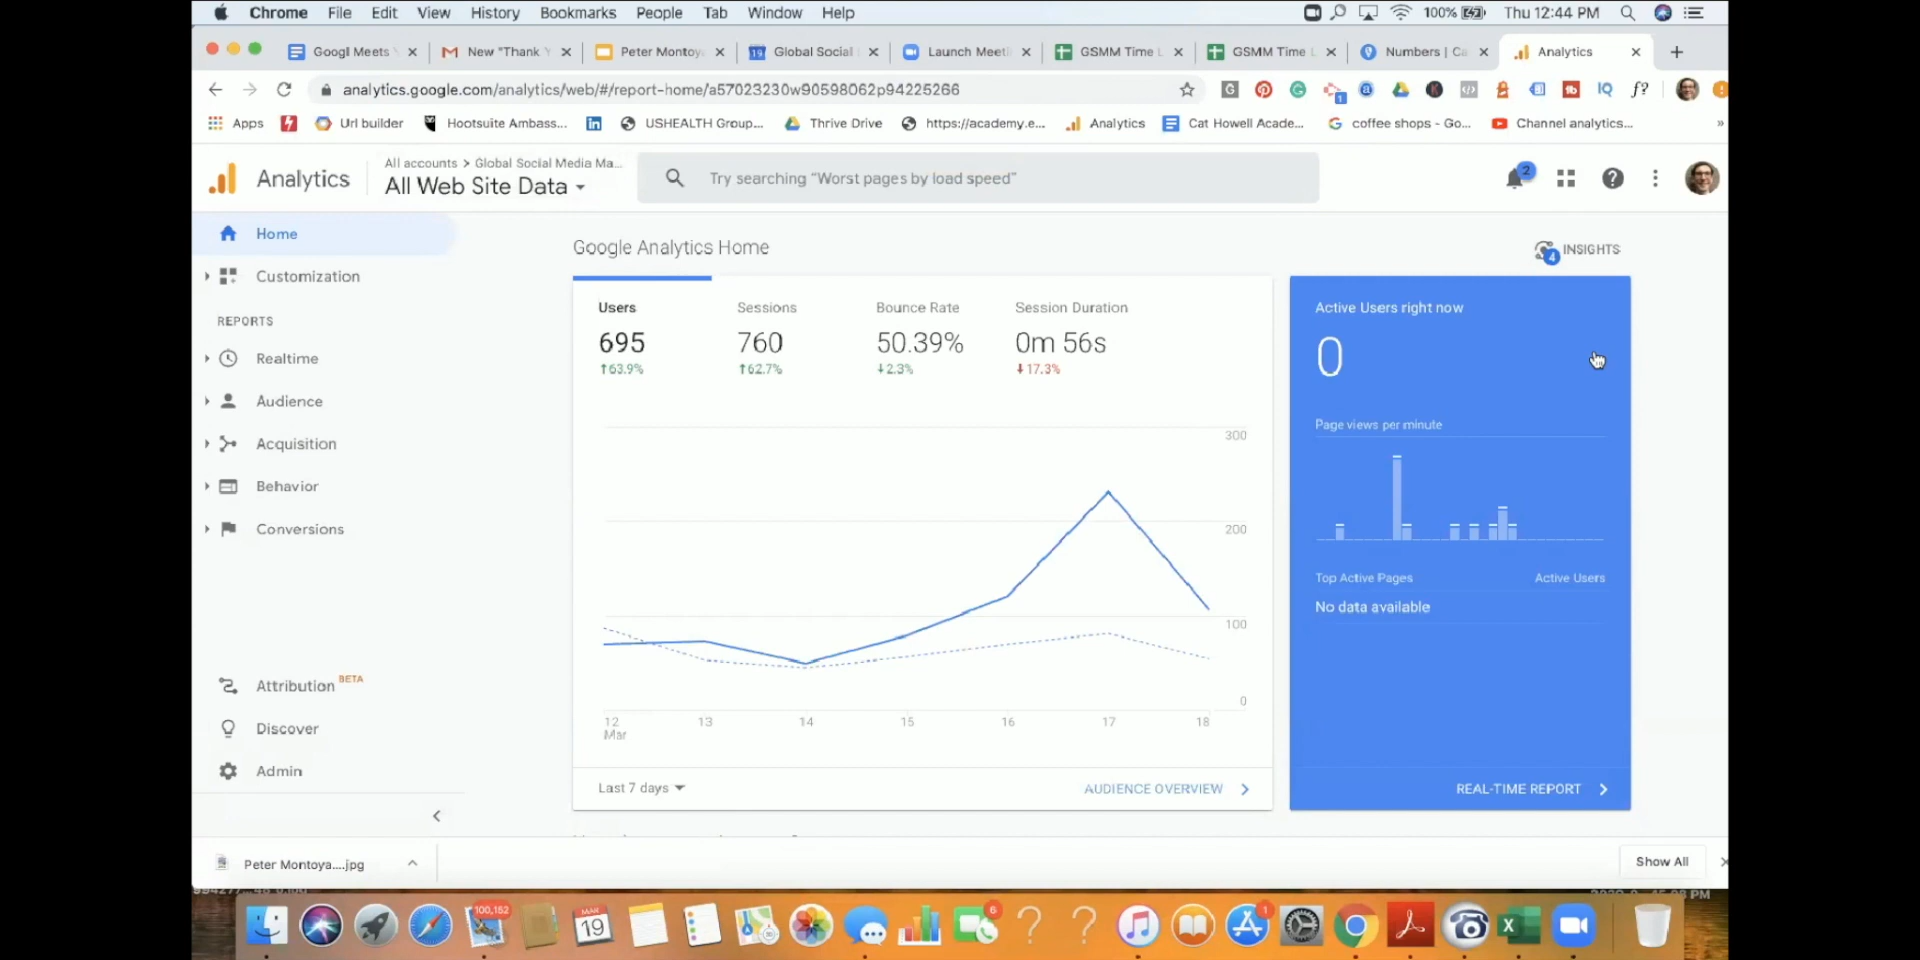 Chrome File Edit View History Bookmarks People Tab Window Help 100% Thu 12:44 PM
Googl Meets New "Thank Peter Montoy Global Social Launch Meeti GSMM Time GSMM Time Numbers | Ca Analytics
analytics.google.com/analytics/web/#/report-home/a57023230w90598062p94225266
Apps Url builder Hootsuite Ambass... USHEALTH Group,... Thrive Drive https://academy.e... Analytics Cat Howell Acade... coffee shops - Go... Channel analytics... »
Analytics
All accounts > Global Social Media Ma...
All Web Site Data
Try searching “Worst pages by load speed”
2
Home
Customization
REPORTS
Realtime
Audience
Acquisition
Behavior
Conversions
Attribution BETA
Discover
Admin
Google Analytics Home
4 INSIGHTS
Users Sessions Bounce Rate Session Duration
695 760 50.39% 0m 56s
↑63.9% ↑62.7% ↓2.3% ↓17.3%
300
200
100
0
12 13 14 15 16 17 18
Mar
Last 7 days AUDIENCE OVERVIEW
Active Users right now
0
Page views per minute
Top Active Pages Active Users
No data available
REAL-TIME REPORT
Peter Montoya....jpg Show All
100,152
MAR
19
6
1